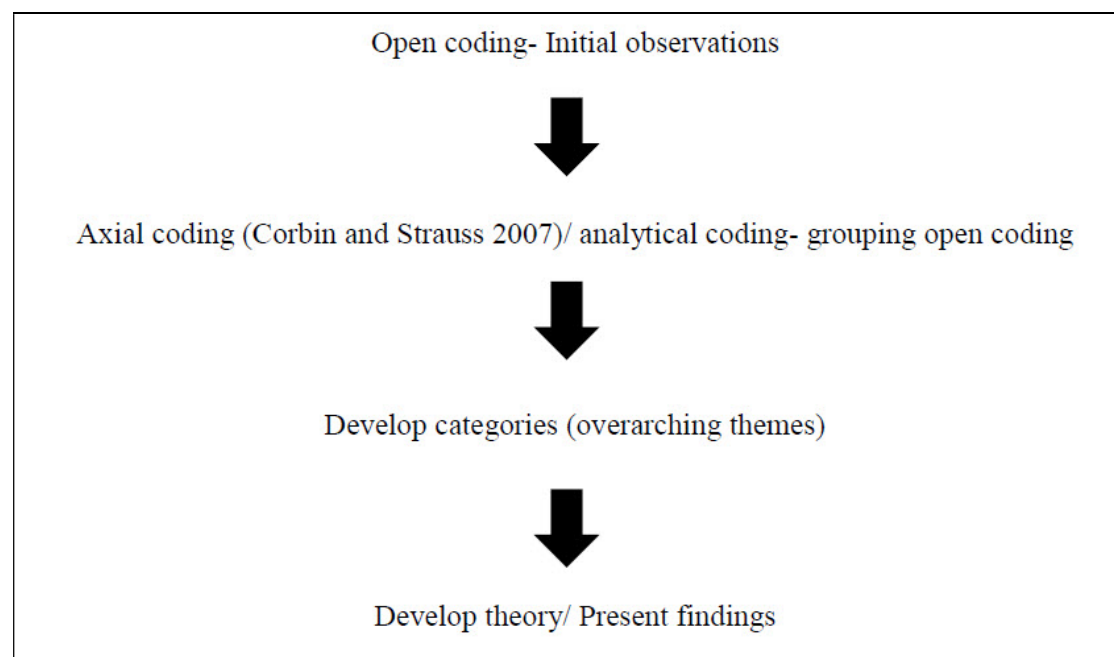 Open coding- Initial observations
Axial coding (Corbin and Strauss 2007)/ analytical coding- grouping open coding
Develop categories (overarching themes)
Develop theory/ Present findings